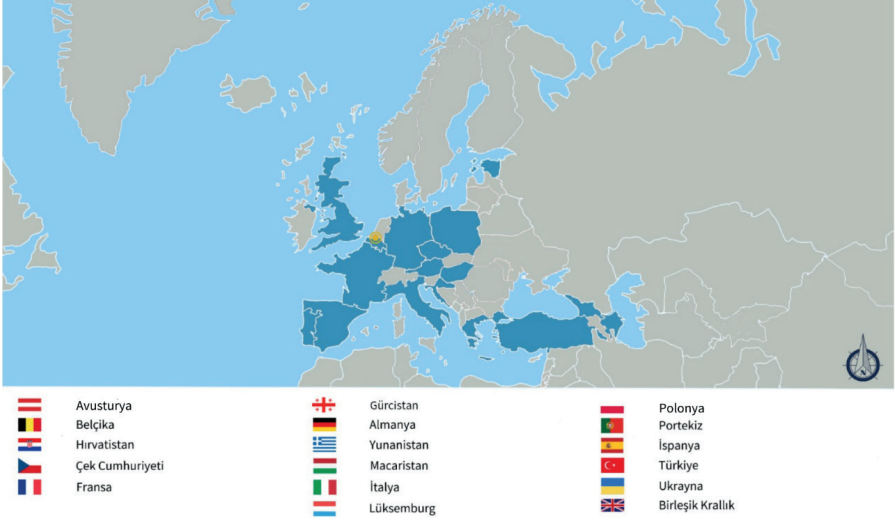 Avusturya
Belçika
Hırvatistan
Çek Cumhuriyeti
Fransa
Gürcistan
Almanya
Yunanistan
Macaristan
İtalya
Lüksemburg
Polonya
Portekiz
İspanya
Türkiye
Ukrayna
Birleşik Krallık
N